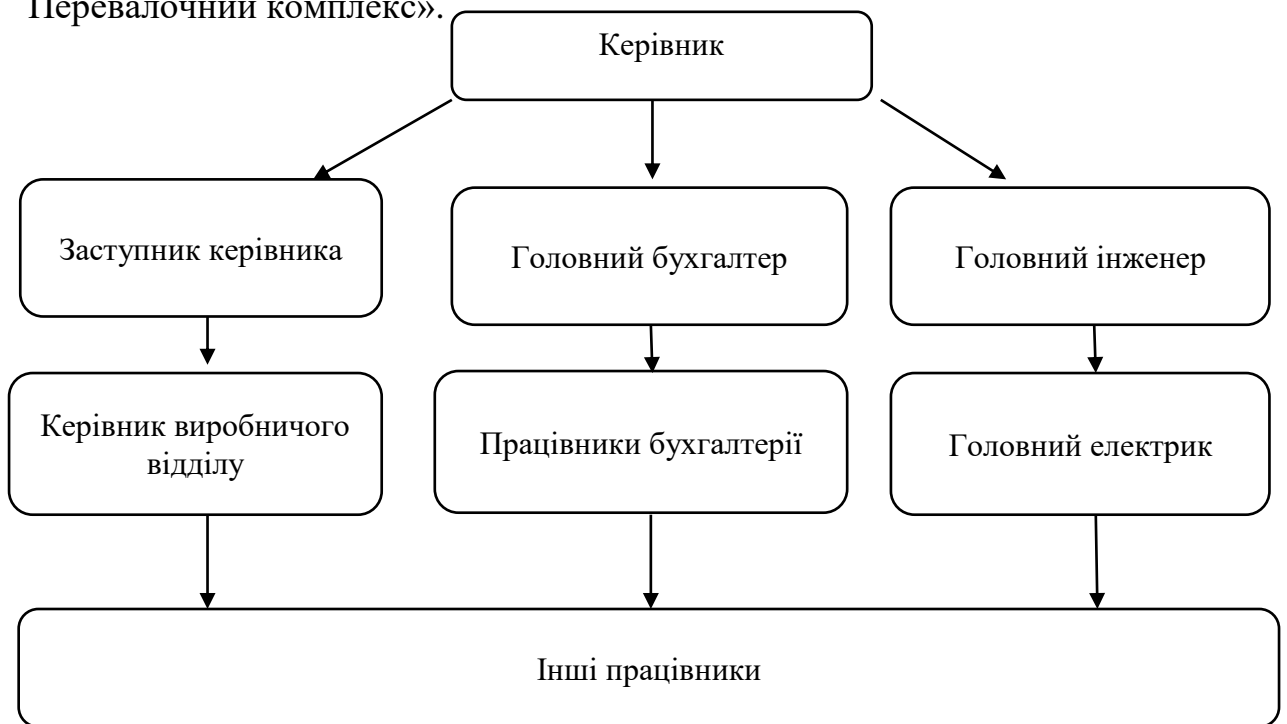 Перевалочний комплекс».
Керівник
Заступник керівника
Головний бухгалтер
Головний інженер
Керівник виробничого
відділу
Працівники бухгалтерії
Головний електрик
Інші працівники